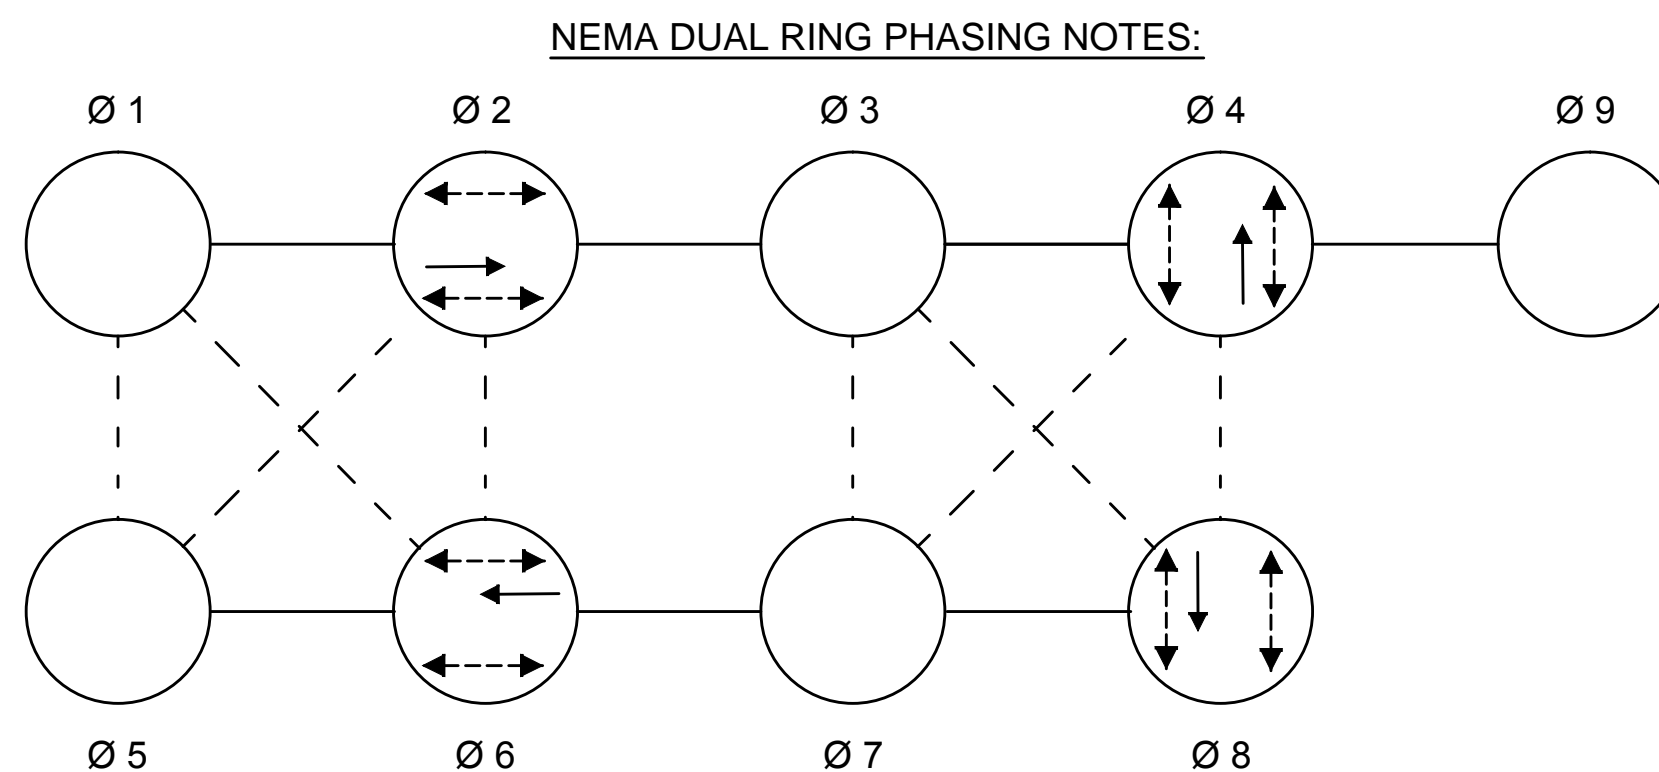 NEMA DUAL RING PHASING NOTES:
Ø 1 Ø 2 Ø 3 Ø 4 Ø 9
Ø 5 Ø 6 Ø 7 Ø 8